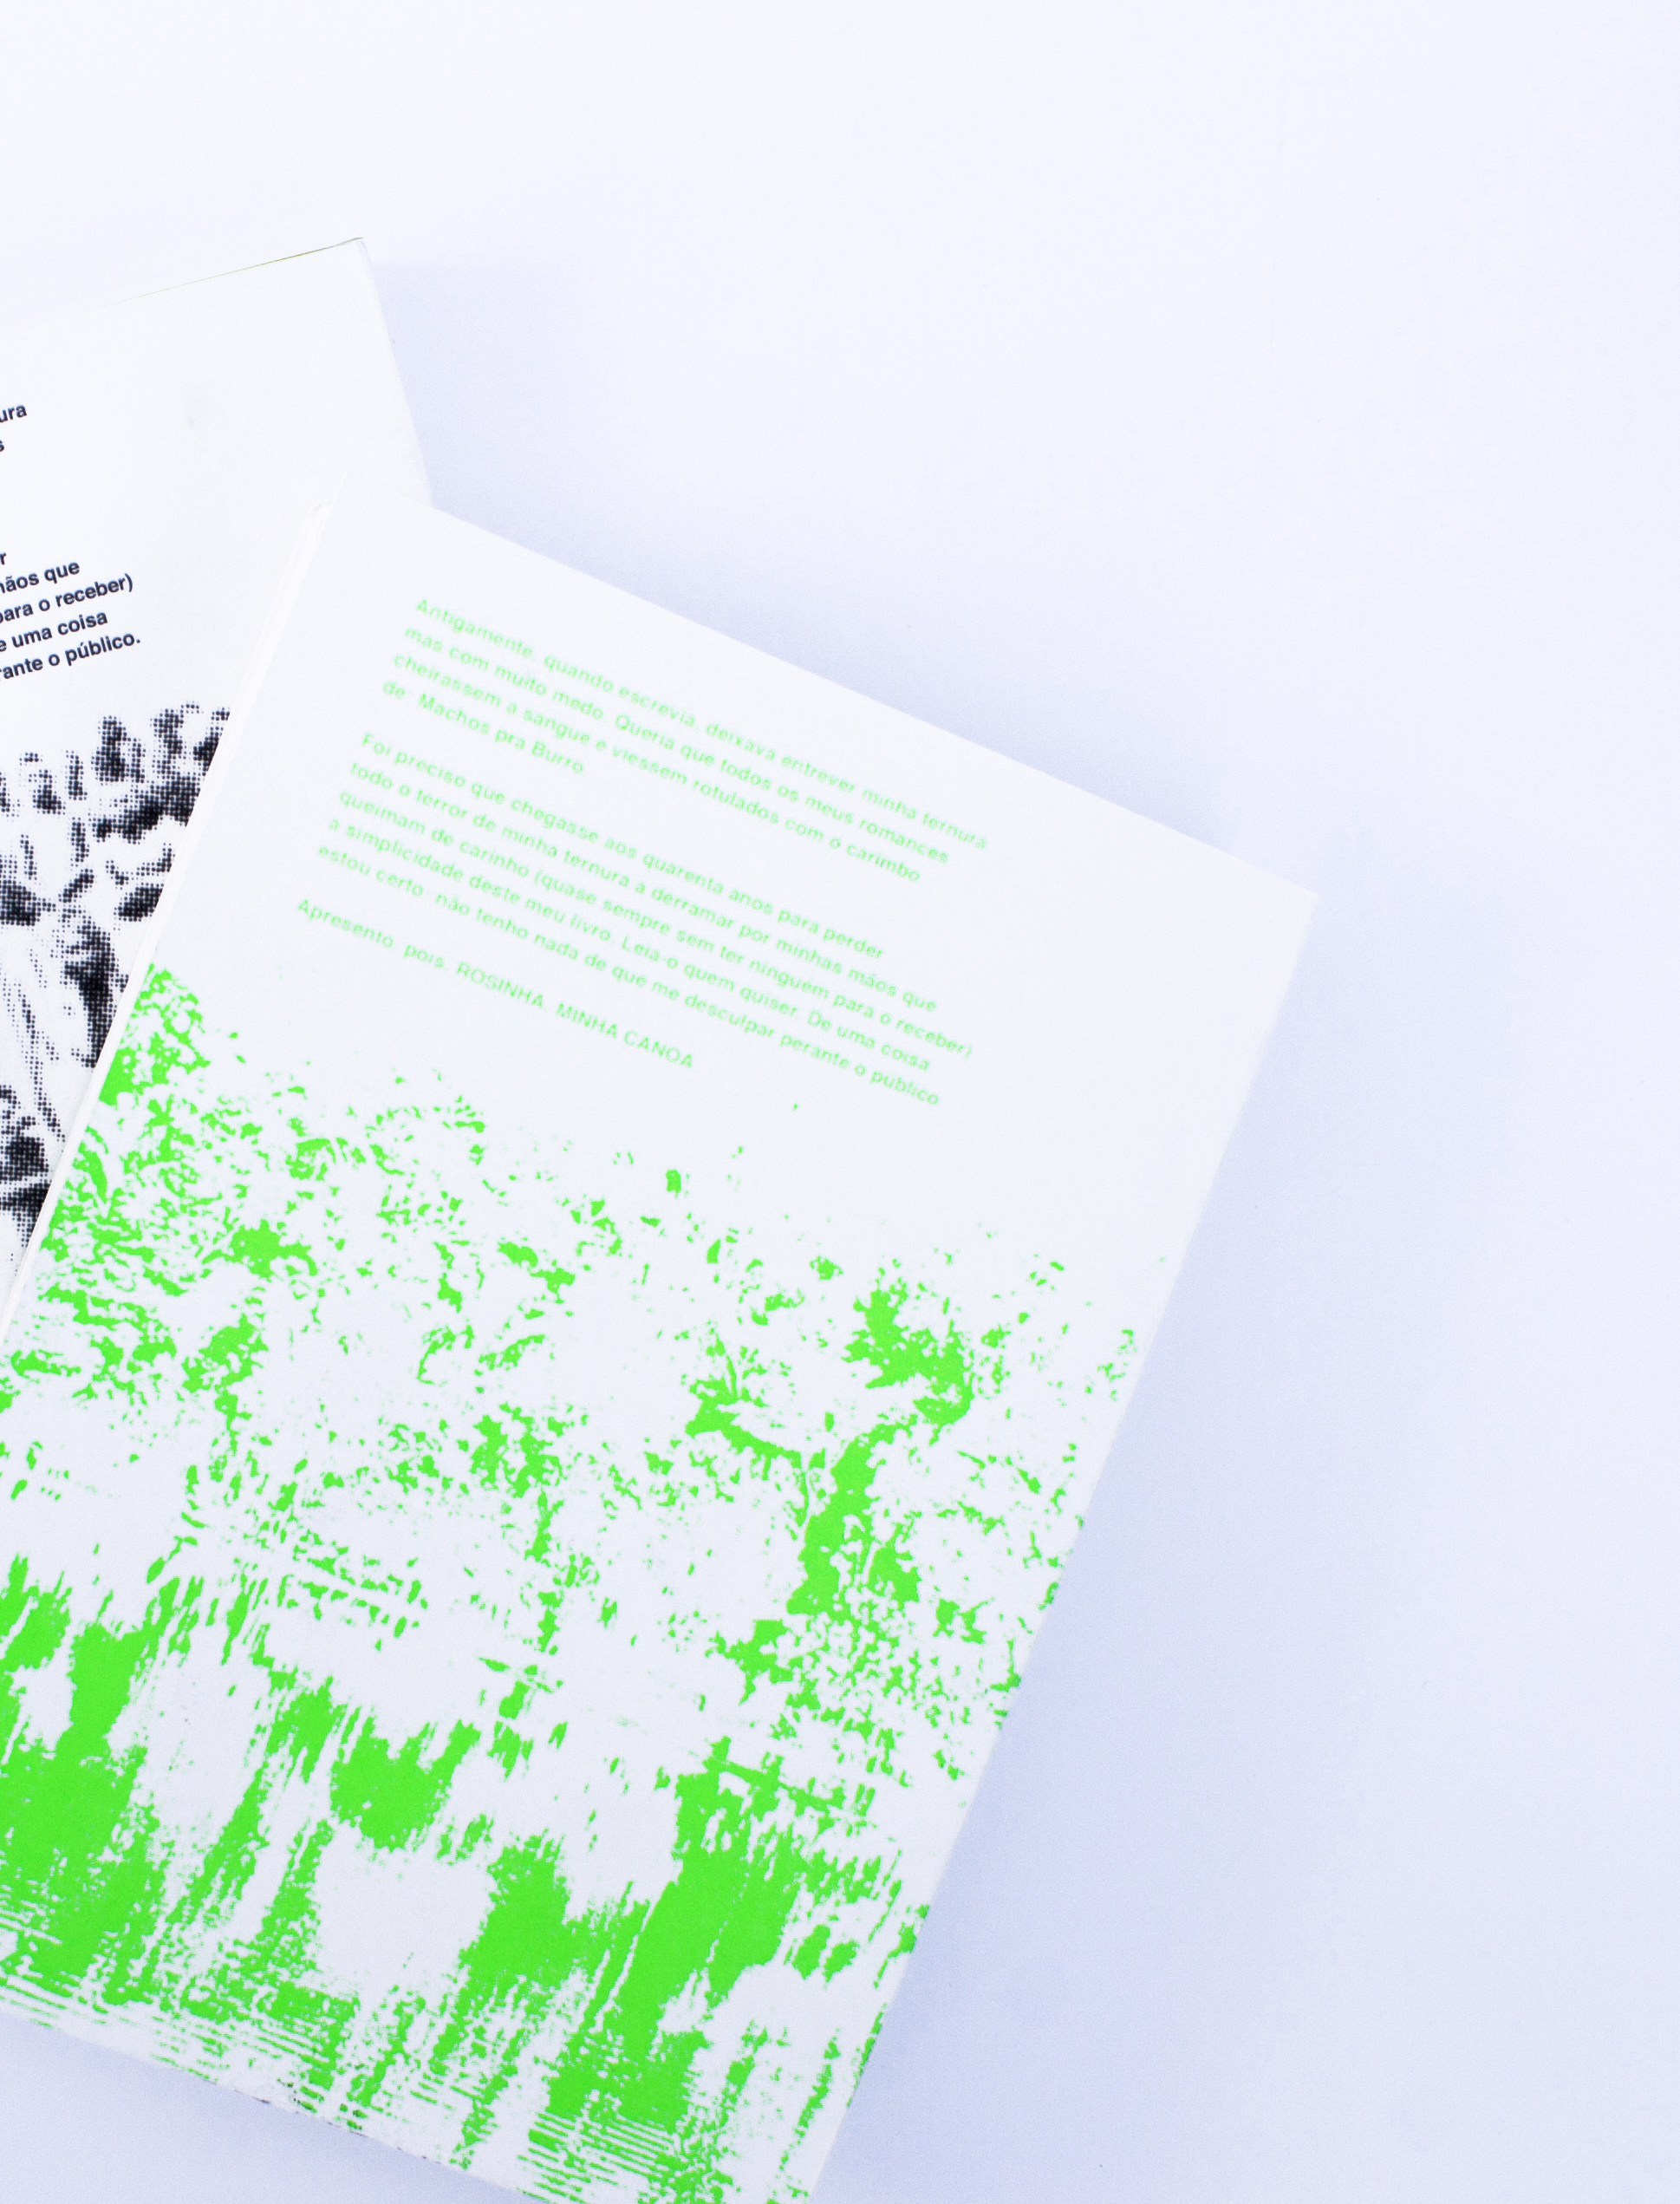 ura
s
r
nãos que
para o receber)
e uma coisa
rante o público.
Antigamente, quando escrevia, deixava entrever minha ternura
mas com muito medo. Queria que todos os meus romances
cheirassem a sangue e viessem rotulados com o carimbo
de: Machos pra Burro.
Foi preciso que chegasse aos quarenta anos para perder
todo o terror de minha ternura a derramar por minhas mãos que
queimam de carinho (quase sempre sem ter ninguem para o receber)
a simplicidade deste meu livro. Leia-o quem quiser. De uma coisa
estou certo, não tenho nada de que me desculpar perante o público
Apresento, pois, ROSINHA, MINHA CANOA